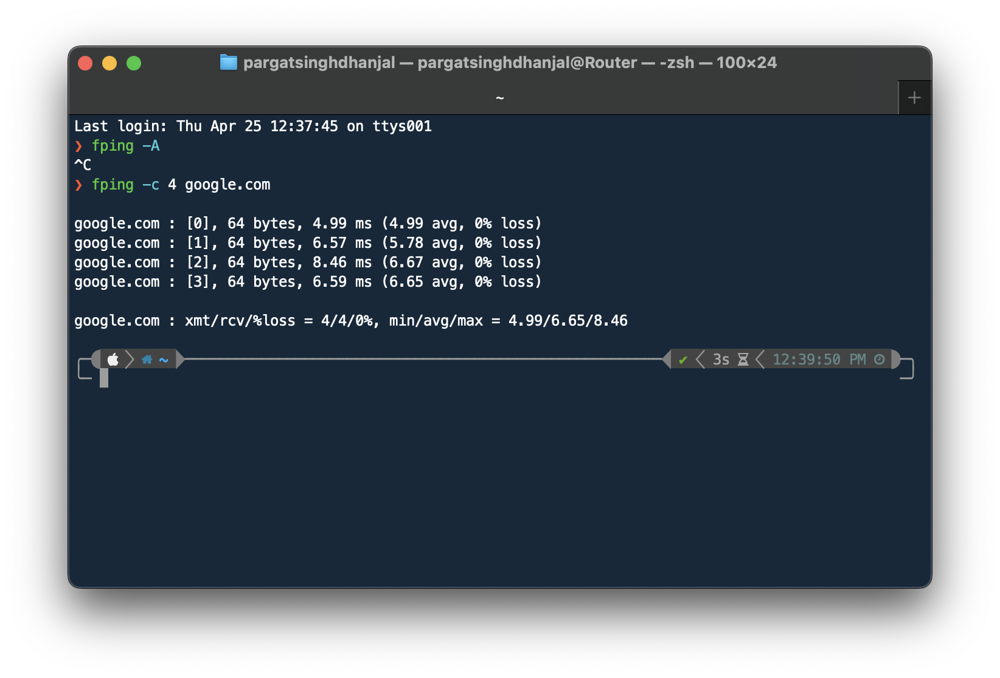 pargatsinghdhanjal — pargatsinghdhanjal@Router — -zsh — 100×24
~
Last login: Thu Apr 25 12:37:45 on ttys001
❯ fping -A
^C
❯ fping -c 4 google.com
google.com : [0], 64 bytes, 4.99 ms (4.99 avg, 0% loss)
google.com : [1], 64 bytes, 6.57 ms (5.78 avg, 0% loss)
google.com : [2], 64 bytes, 8.46 ms (6.67 avg, 0% loss)
google.com : [3], 64 bytes, 6.59 ms (6.65 avg, 0% loss)
google.com : xmt/rcv/%loss = 4/4/0%, min/avg/max = 4.99/6.65/8.46
~ ✔ 3s 12:39:50 PM